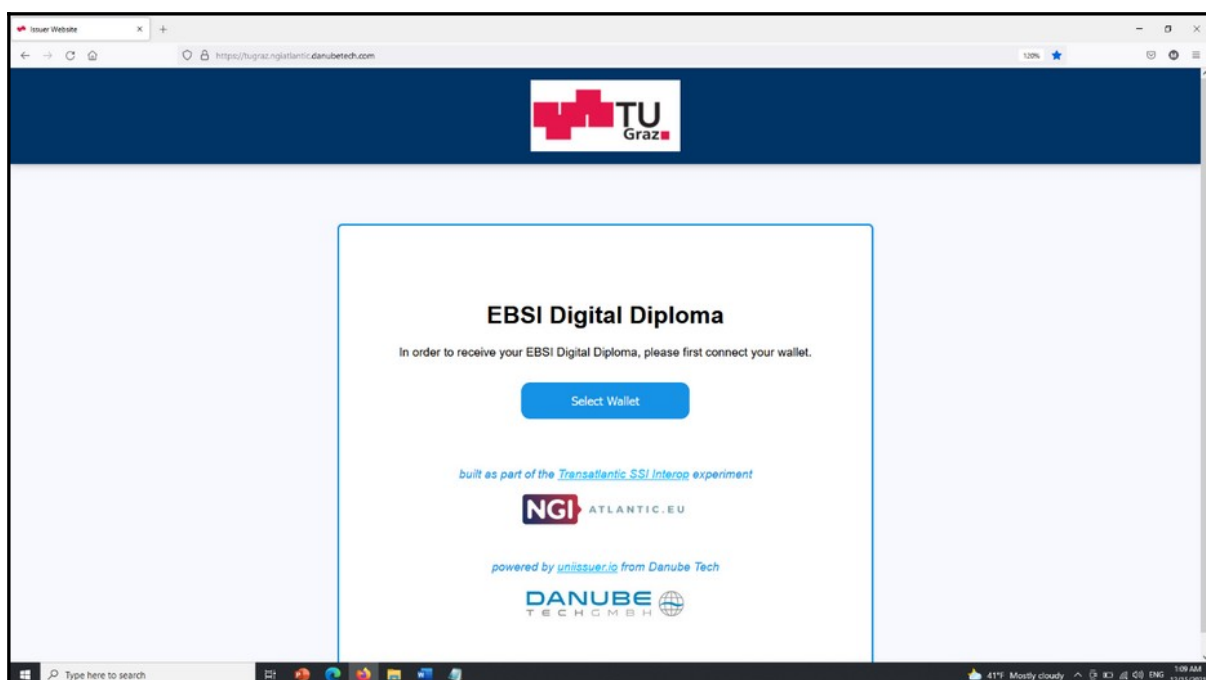 Issuer Website
https://tugraz.ngiatlantic.danubetech.com
120%
TU
Graz
EBSI Digital Diploma
In order to receive your EBSI Digital Diploma, please first connect your wallet.
Select Wallet
built as part of the Transatlantic SSI Interop experiment
NGI ATLANTIC.EU
powered by uniissuer.io from Danube Tech
DANUBE
TECH GMBH
Type here to search
41°F Mostly cloudy
ENG
1:09 AM